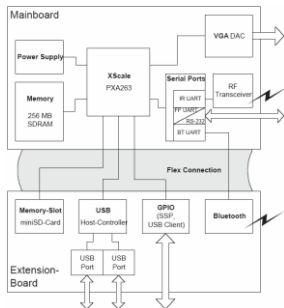 Mainboard
VGA DAC
Power Supply
XScale
PXA263
Serial Ports
RF
Transceiver
IR UART
FF UART
RS-232
BT UART
Memory
256 MB
SDRAM
Flex Connection
Memory-Slot
miniSD-Card
USB
Host-Controller
GPIO
(SSP,
USB Client)
Bluetooth
USB
Port
USB
Port
Extension-
Board